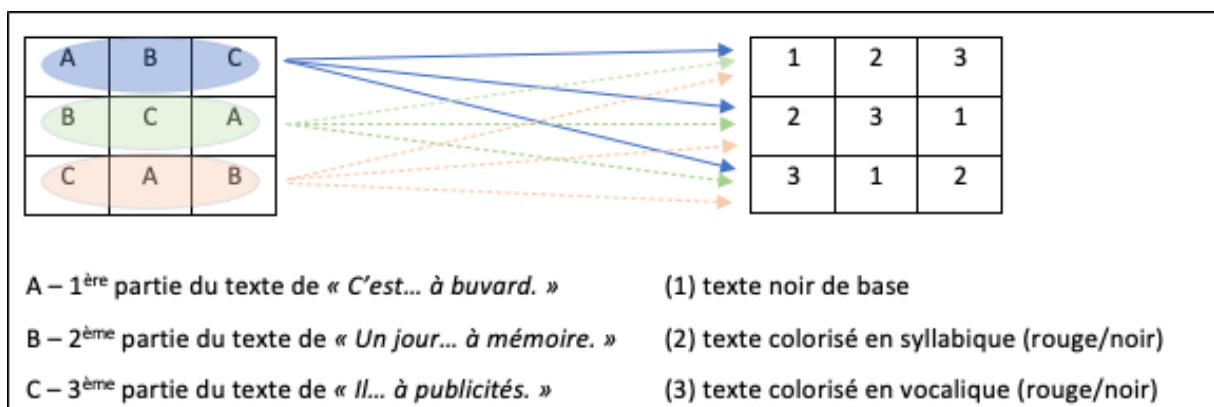 A B C 1 2 3
B C A 2 3 1
C A B 3 1 2
A – 1ère partie du texte de « C'est… à buvard. » (1) texte noir de base
B – 2ème partie du texte de « Un jour… à mémoire. » (2) texte colorisé en syllabique (rouge/noir)
C – 3ème partie du texte de « Il… à publicités. » (3) texte colorisé en vocalique (rouge/noir)